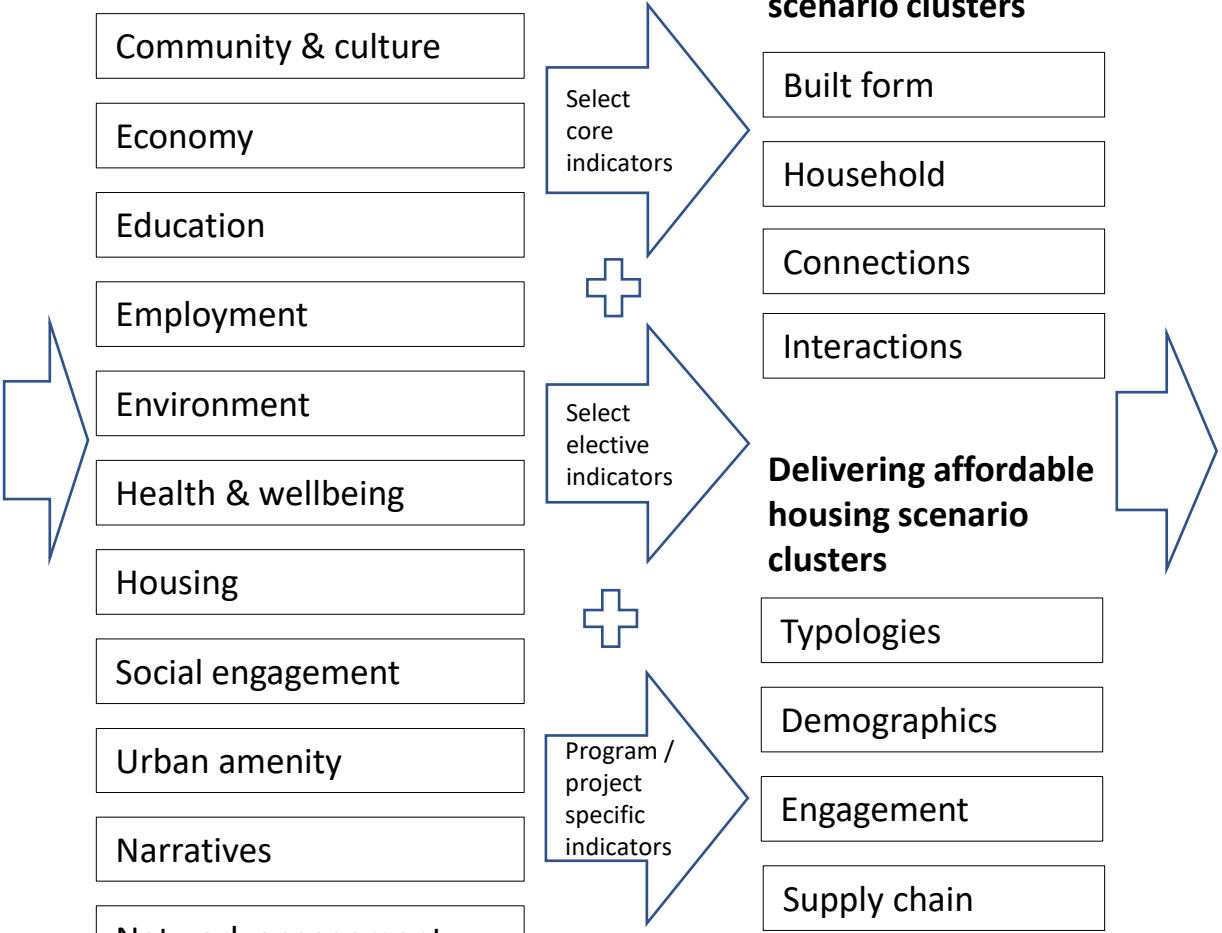 Community & culture
Economy
Education
Employment
Environment
Health & wellbeing
Housing
Social engagement
Urban amenity
Narratives
Select
core
indicators
Select
elective
indicators
Program /
project
specific
indicators
scenario clusters
Built form
Household
Connections
Interactions
Delivering affordable
housing scenario
clusters
Typologies
Demographics
Engagement
Supply chain